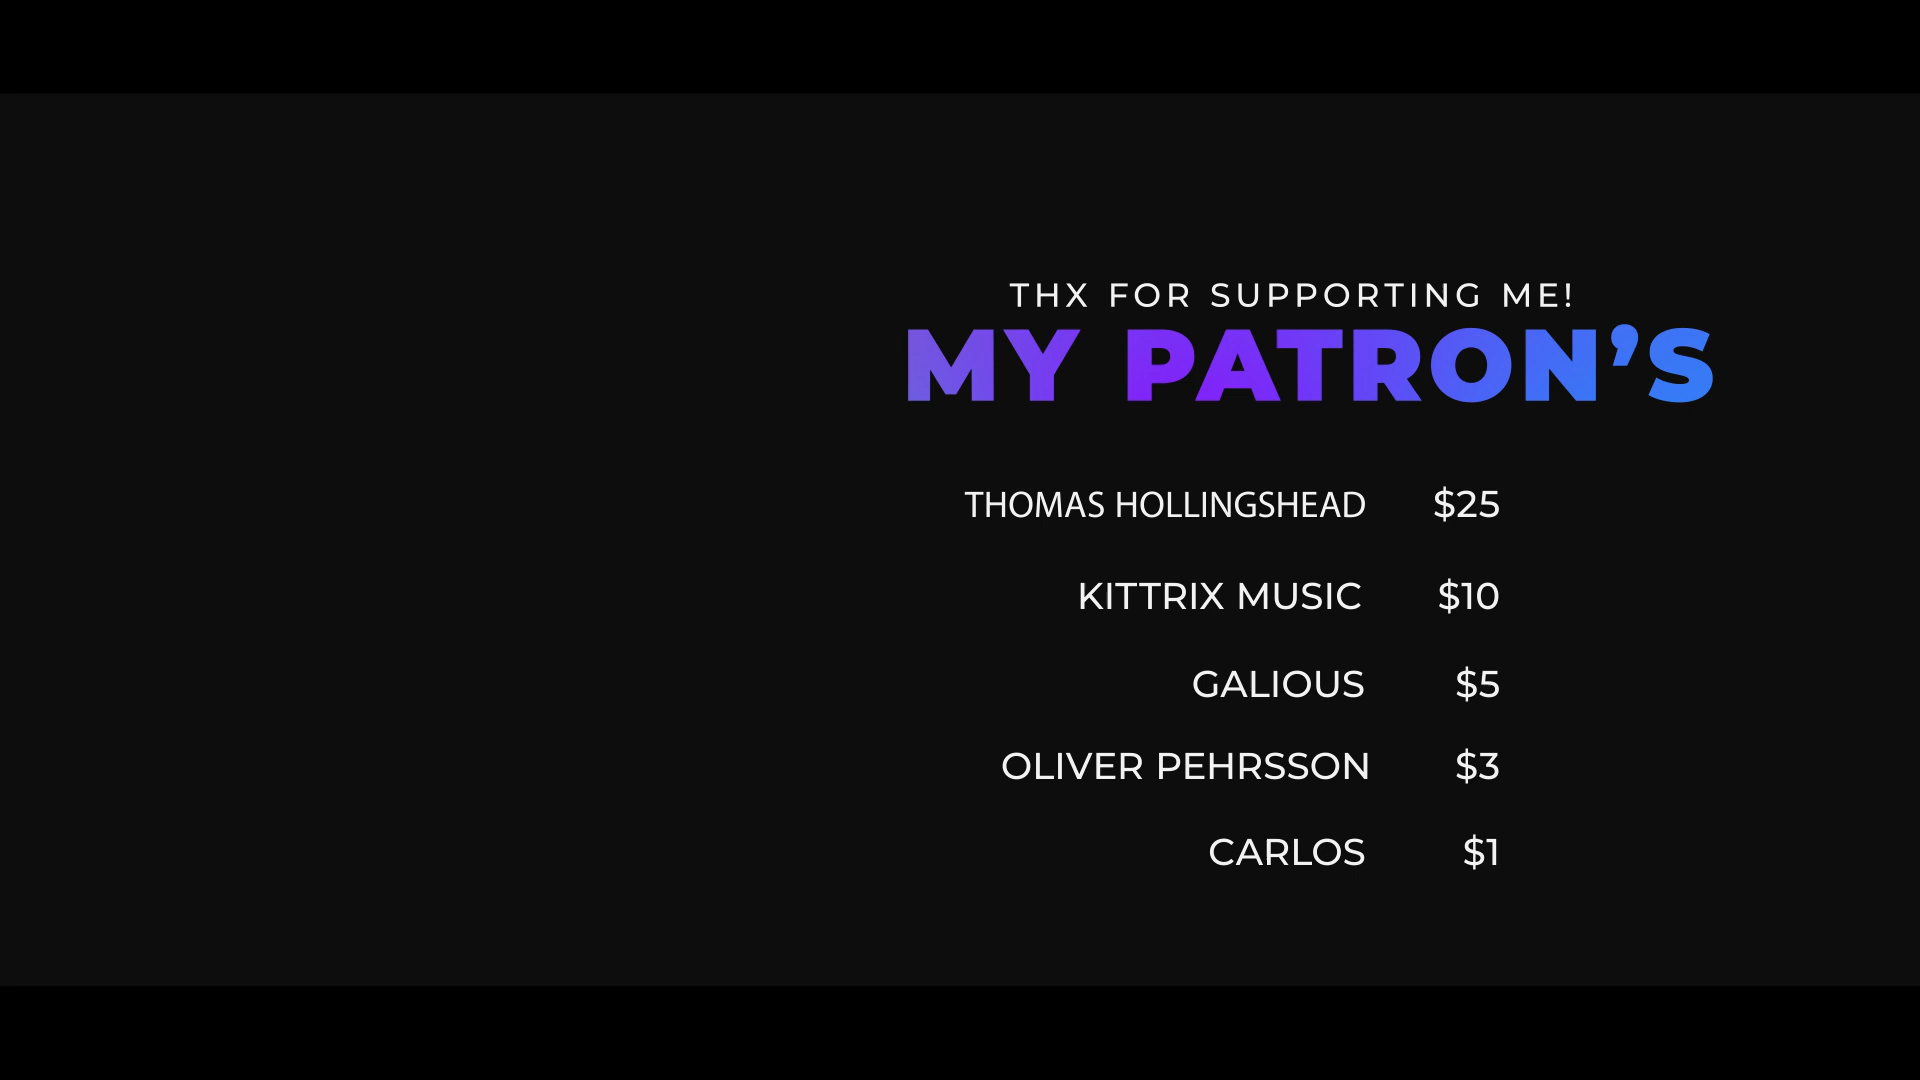 THX FOR SUPPORTING ME!
MY PATRON’S
THOMAS HOLLINGSHEAD $25
KITTRIX MUSIC $10
GALIOUS $5
OLIVER PEHRSSON $3
CARLOS $1